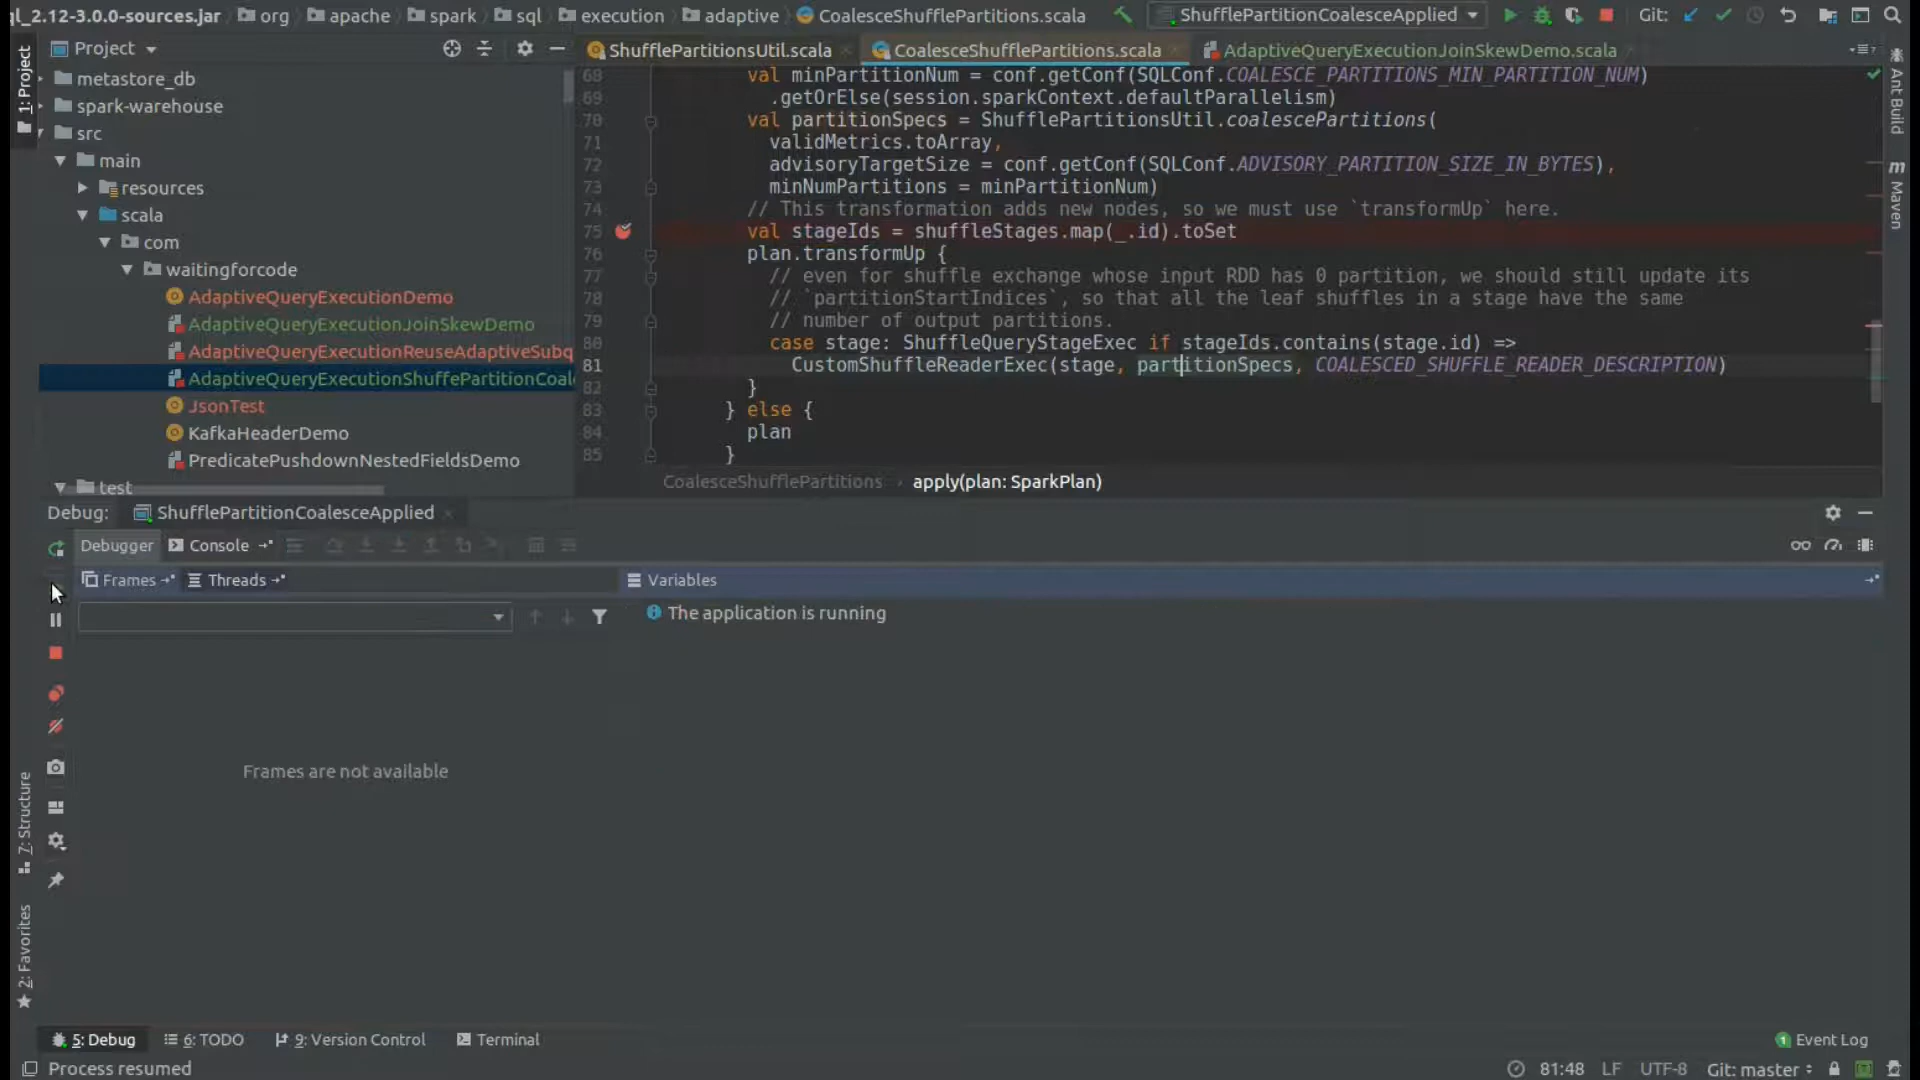 ql_2.12-3.0.0-sources.jar org apache spark sql execution adaptive CoalesceShufflePartitions.scala ShufflePartitionCoalesceApplied Git:
1: Project
Project
metastore_db
spark-warehouse
src
main
resources
scala
com
waitingforcode
AdaptiveQueryExecutionDemo
AdaptiveQueryExecutionJoinSkewDemo
AdaptiveQueryExecutionReuseAdaptiveSubq
AdaptiveQueryExecutionShuffePartitionCoal
JsonTest
KafkaHeaderDemo
PredicatePushdownNestedFieldsDemo
test
ShufflePartitionsUtil.scala CoalesceShufflePartitions.scala AdaptiveQueryExecutionJoinSkewDemo.scala
68 val minPartitionNum = conf.getConf(SQLConf.COALESCE_PARTITIONS_MIN_PARTITION_NUM)
69 .getOrElse(session.sparkContext.defaultParallelism)
70 val partitionSpecs = ShufflePartitionsUtil.coalescePartitions(
71 validMetrics.toArray,
72 advisoryTargetSize = conf.getConf(SQLConf.ADVISORY_PARTITION_SIZE_IN_BYTES),
73 minNumPartitions = minPartitionNum)
74 // This transformation adds new nodes, so we must use `transformUp` here.
75 val stageIds = shuffleStages.map(_.id).toSet
76 plan.transformUp {
77 // even for shuffle exchange whose input RDD has 0 partition, we should still update its
78 // `partitionStartIndices`, so that all the leaf shuffles in a stage have the same
79 // number of output partitions.
80 case stage: ShuffleQueryStageExec if stageIds.contains(stage.id) =>
81 CustomShuffleReaderExec(stage, partitionSpecs, COALESCED_SHUFFLE_READER_DESCRIPTION)
82 }
83 } else {
84 plan
85 }
CoalesceShufflePartitions › apply(plan: SparkPlan)
Ant Build
m Maven
Debug: ShufflePartitionCoalesceApplied
Debugger Console
Frames Threads Variables
The application is running
Frames are not available
7: Structure
2: Favorites
5: Debug 6: TODO 9: Version Control Terminal 1 Event Log
Process resumed 81:48 LF UTF-8 Git: master